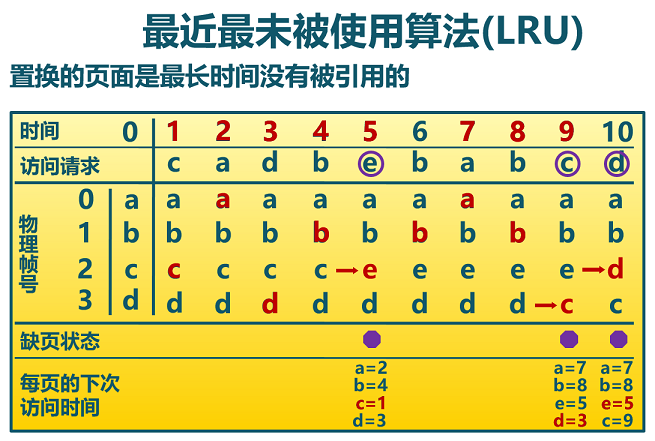 最近最未被使用算法(LRU)
置换的页面是最长时间没有被引用的
时间 0 1 2 3 4 5 6 7 8 9 10
访问请求 c a d b e b a b c d
物理帧号
0 a a a a a a a a a a a
1 b b b b b b b b b b b
2 c c c c c →e e e e e →d
3 d d d d d d d d d →c c
缺页状态
每页的下次
访问时间
a=2 a=7 a=7
b=4 b=8 b=8
c=1 e=5 e=5
d=3 d=3 c=9